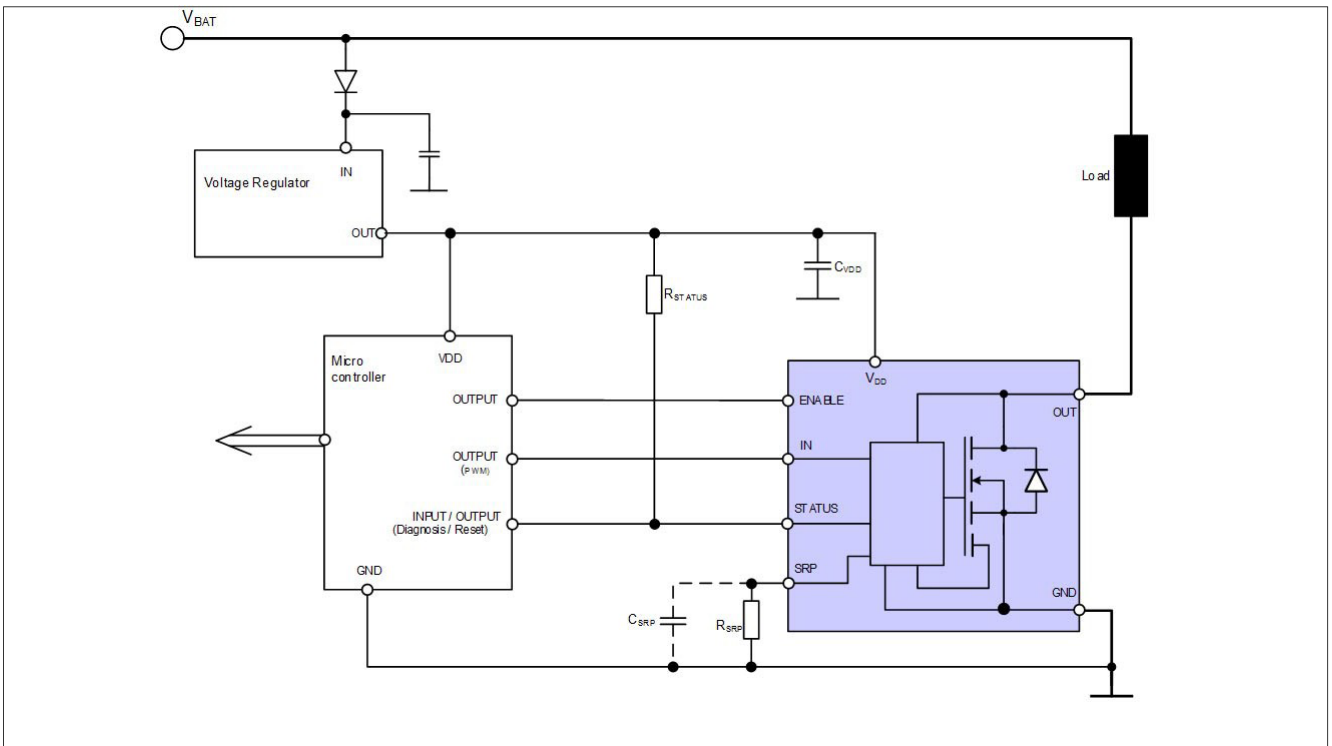 VBAT
IN
Voltage Regulator
OUT
Load
CVDD
RSTATUS
VDD
Micro
controller
VDD
OUTPUT
ENABLE
OUT
OUTPUT
(PWM)
IN
INPUT / OUTPUT
(Diagnosis / Reset)
STATUS
GND
SRP
GND
CSRP
RSRP